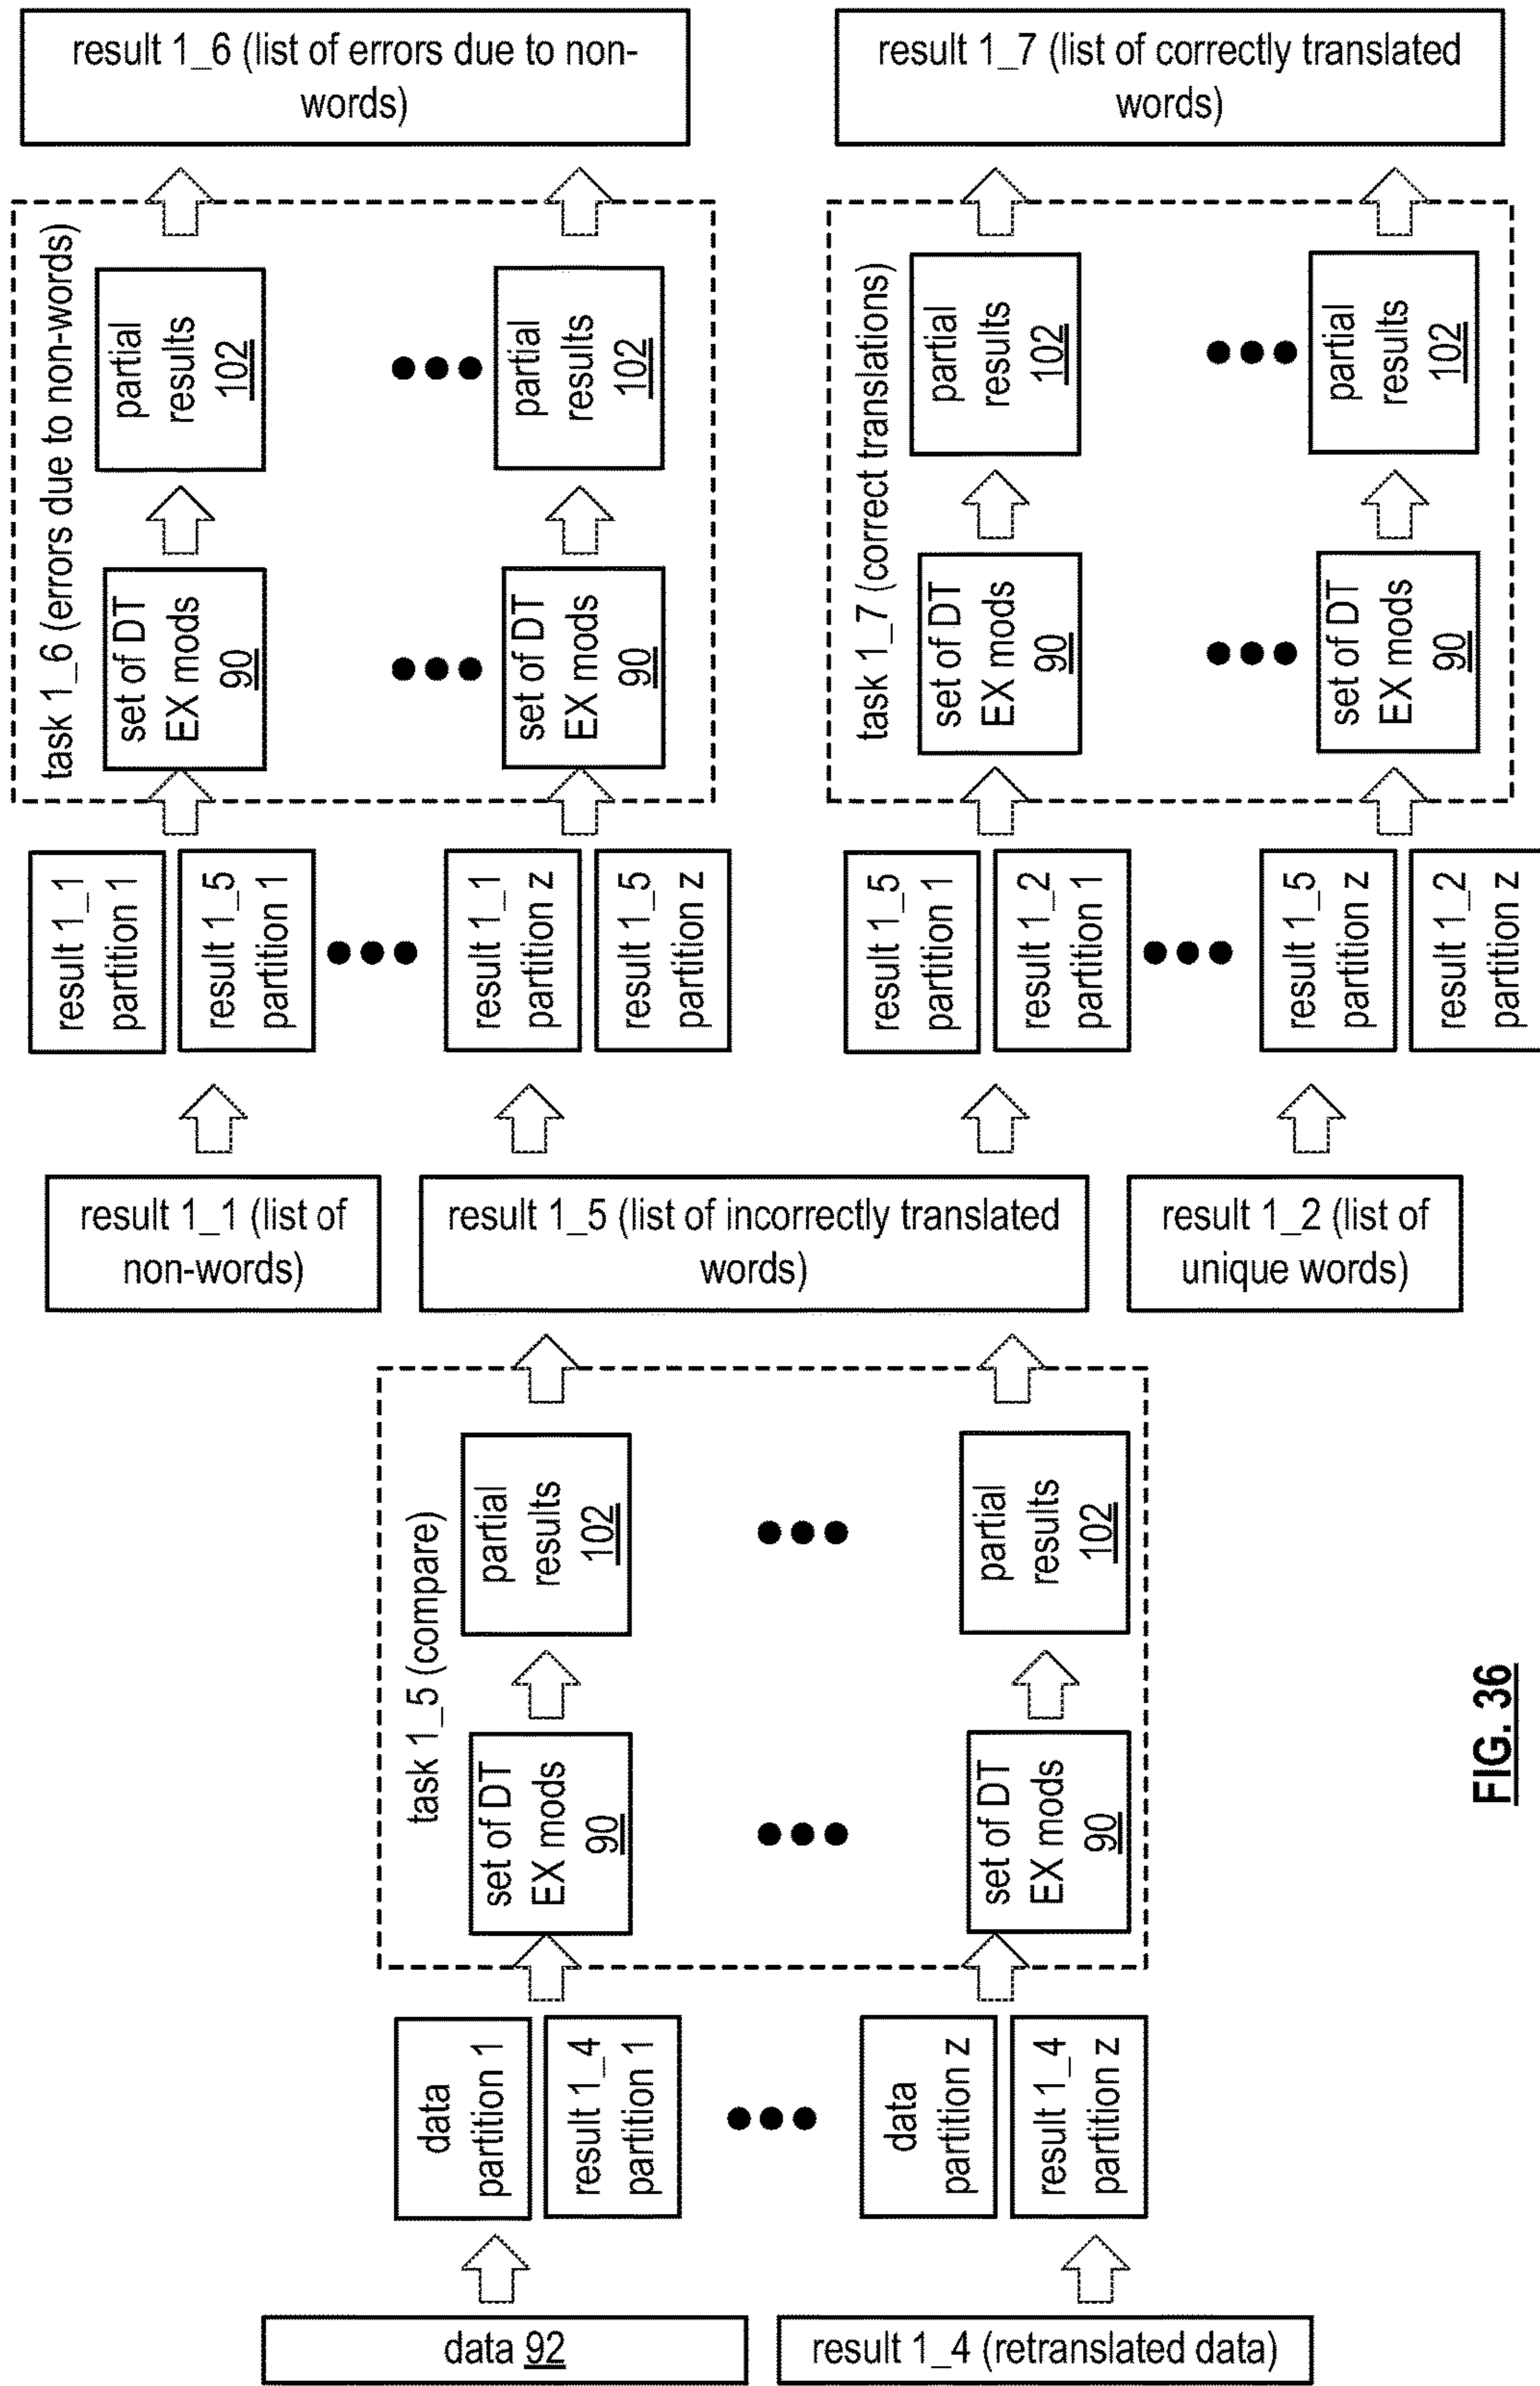 data 92
result 1_4 (retranslated data)
data
partition 1
result 1_4
partition 1
data
partition z
result 1_4
partition z
task 1_5 (compare)
set of DT
EX mods
90
partial
results
102
set of DT
EX mods
90
partial
results
102
result 1_1 (list of
non-words)
result 1_5 (list of incorrectly translated
words)
result 1_2 (list of
unique words)
result 1_1
partition 1
result 1_5
partition 1
result 1_1
partition z
result 1_5
partition z
task 1_6 (errors due to non-words)
set of DT
EX mods
90
partial
results
102
set of DT
EX mods
90
partial
results
102
result 1_6 (list of errors due to non-
words)
result 1_5
partition 1
result 1_2
partition 1
result 1_5
partition z
result 1_2
partition z
task 1_7 (correct translations)
set of DT
EX mods
90
partial
results
102
set of DT
EX mods
90
partial
results
102
result 1_7 (list of correctly translated
words)
FIG. 36